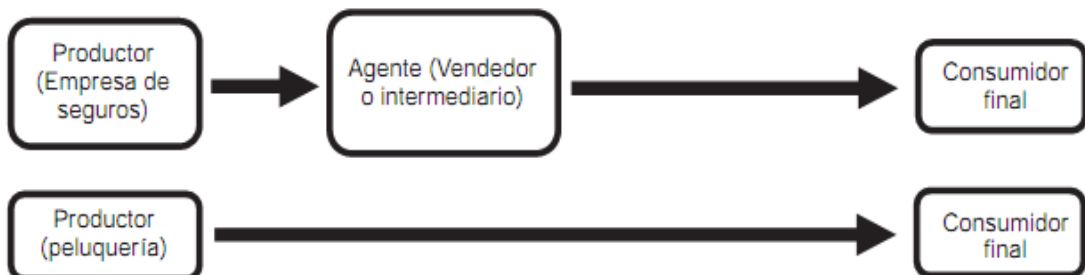 Productor
(Empresa de
seguros)
Agente (Vendedor
o intermediario)
Consumidor
final
Productor
(peluquería)
Consumidor
final